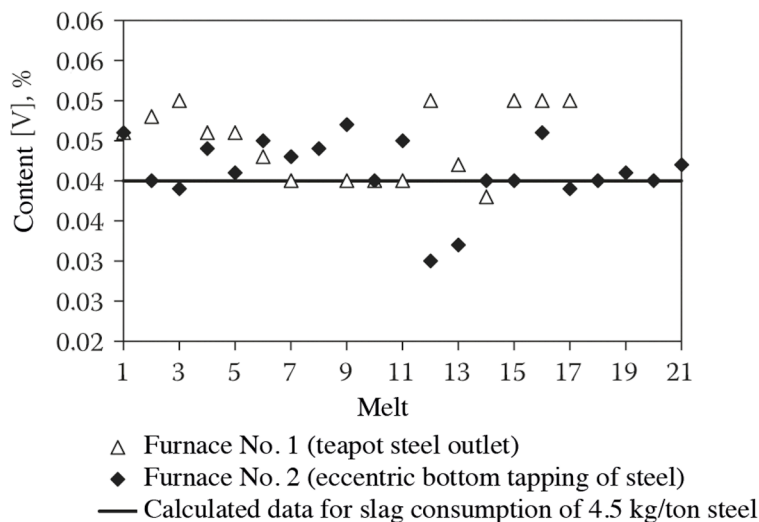 0.06
0.06
0.05
0.05
0.04
0.04
0.03
0.03
0.02
Content [V], %
1 3 5 7 9 11 13 15 17 19 21
Melt
Furnace No. 1 (teapot steel outlet)
Furnace No. 2 (eccentric bottom tapping of steel)
Calculated data for slag consumption of 4.5 kg/ton steel